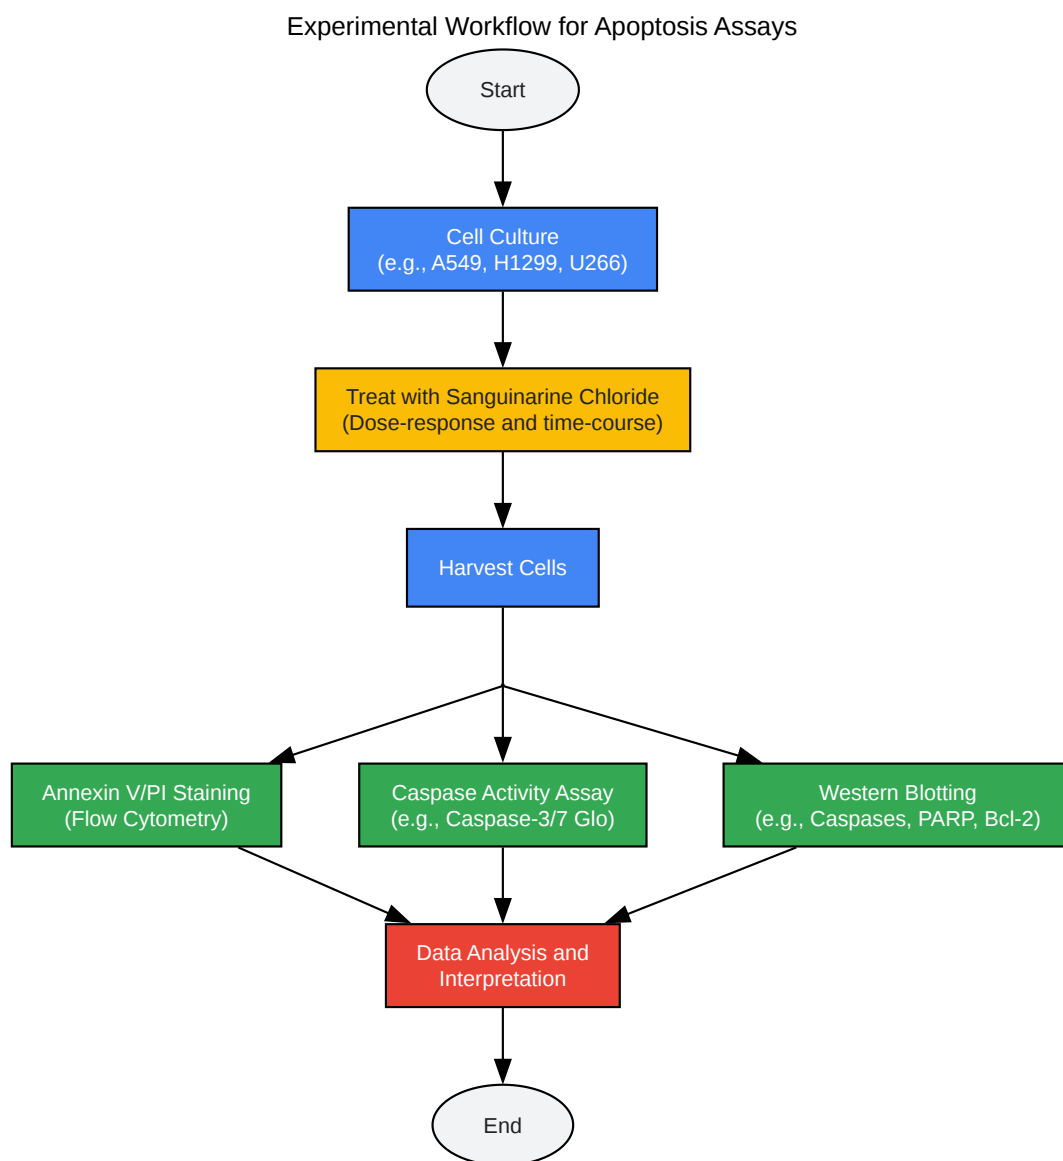 Experimental Workflow for Apoptosis Assays
Start
Cell Culture
(e.g., A549, H1299, U266)
Treat with Sanguinarine Chloride
(Dose-response and time-course)
Harvest Cells
Annexin V/PI Staining
(Flow Cytometry)
Caspase Activity Assay
(e.g., Caspase-3/7 Glo)
Western Blotting
(e.g., Caspases, PARP, Bcl-2)
Data Analysis and
Interpretation
End